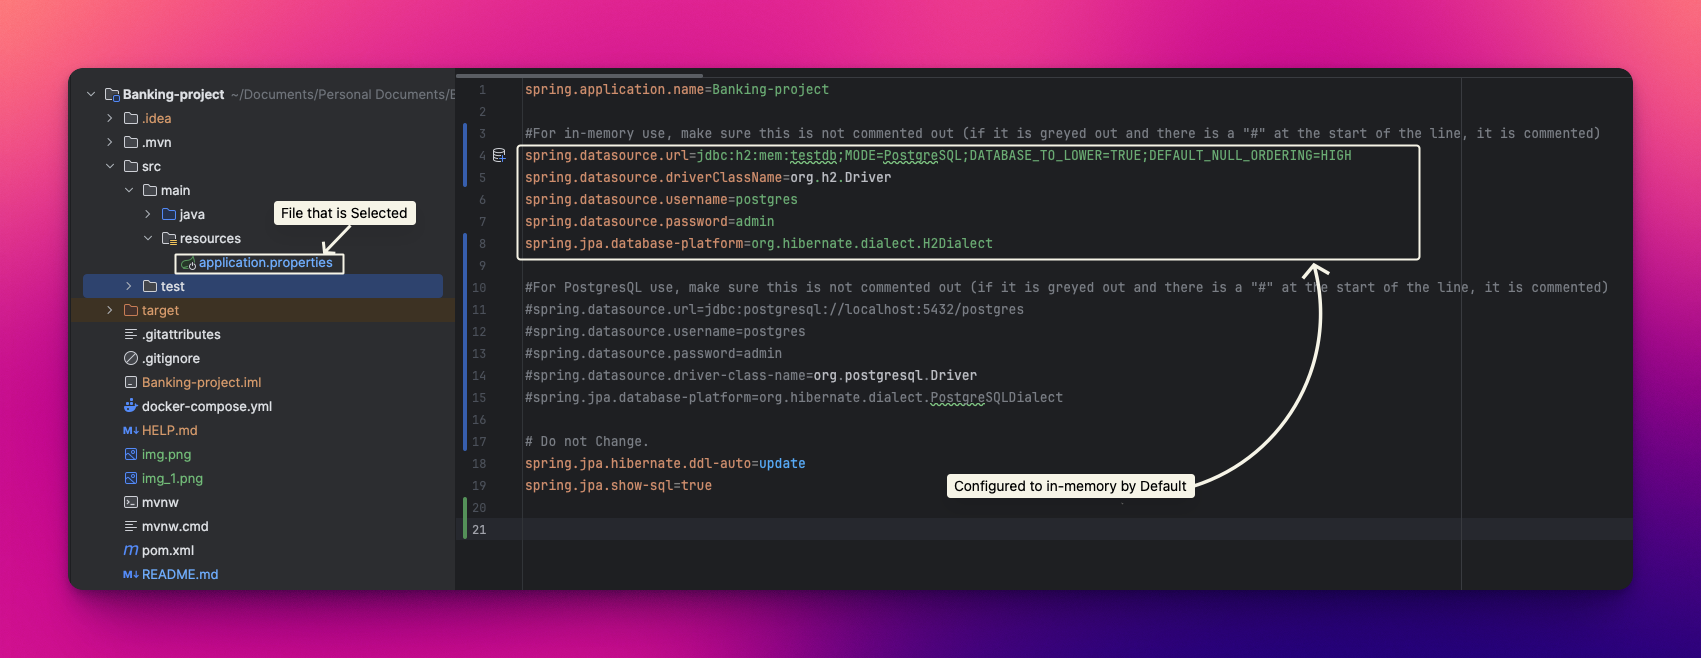 Banking-project ~/Documents/Personal Documents/
.idea
.mvn
src
main
java
File that is Selected
resources
application.properties
test
target
.gitattributes
.gitignore
Banking-project.iml
docker-compose.yml
HELP.md
img.png
img_1.png
mvnw
mvnw.cmd
pom.xml
README.md
1 spring.application.name=Banking-project
2
3 #For in-memory use, make sure this is not commented out (if it is greyed out and there is a "#" at the start of the line, it is commented)
4 spring.datasource.url=jdbc:h2:mem:testdb;MODE=PostgreSQL;DATABASE_TO_LOWER=TRUE;DEFAULT_NULL_ORDERING=HIGH
5 spring.datasource.driverClassName=org.h2.Driver
6 spring.datasource.username=postgres
7 spring.datasource.password=admin
8 spring.jpa.database-platform=org.hibernate.dialect.H2Dialect
9
10 #For PostgresQL use, make sure this is not commented out (if it is greyed out and there is a "#" at the start of the line, it is commented)
11 #spring.datasource.url=jdbc:postgresql://localhost:5432/postgres
12 #spring.datasource.username=postgres
13 #spring.datasource.password=admin
14 #spring.datasource.driver-class-name=org.postgresql.Driver
15 #spring.jpa.database-platform=org.hibernate.dialect.PostgreSQLDialect
16
17 # Do not Change.
18 spring.jpa.hibernate.ddl-auto=update
19 spring.jpa.show-sql=true
Configured to in-memory by Default
20
21